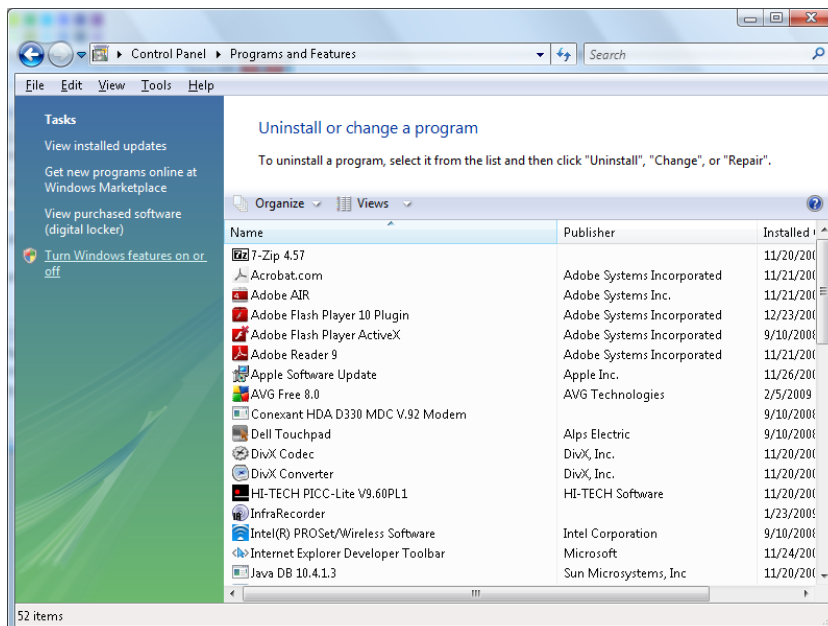 Control Panel ▸ Programs and Features
Search
File Edit View Tools Help
Tasks
View installed updates
Get new programs online at
Windows Marketplace
View purchased software
(digital locker)
Turn Windows features on or
off
Uninstall or change a program
To uninstall a program, select it from the list and then click "Uninstall", "Change", or "Repair".
Organize Views
Name Publisher Installed
7-Zip 4.57 11/20/200
Acrobat.com Adobe Systems Incorporated 11/21/200
Adobe AIR Adobe Systems Inc. 11/21/200
Adobe Flash Player 10 Plugin Adobe Systems Incorporated 12/23/200
Adobe Flash Player ActiveX Adobe Systems Incorporated 9/10/2008
Adobe Reader 9 Adobe Systems Incorporated 11/21/200
Apple Software Update Apple Inc. 11/26/200
AVG Free 8.0 AVG Technologies 2/5/2009
Conexant HDA D330 MDC V.92 Modem 9/10/2008
Dell Touchpad Alps Electric 9/10/2008
DivX Codec DivX, Inc. 11/20/200
DivX Converter DivX, Inc. 11/20/200
HI-TECH PICC-Lite V9.60PL1 HI-TECH Software 11/20/200
InfraRecorder 1/23/2009
Intel(R) PROSet/Wireless Software Intel Corporation 9/10/2008
Internet Explorer Developer Toolbar Microsoft 11/24/200
Java DB 10.4.1.3 Sun Microsystems, Inc 11/20/200
52 items